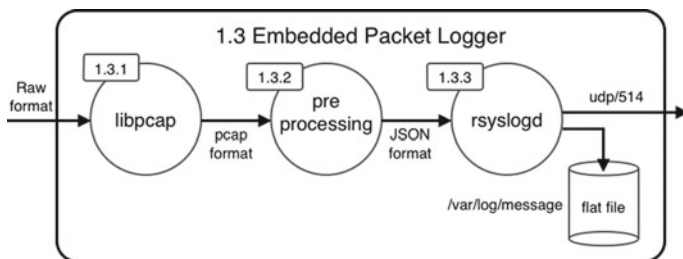 1.3 Embedded Packet Logger
Raw
format
1.3.1
libpcap
pcap
format
1.3.2
pre
processing
JSON
format
1.3.3
rsyslogd
udp/514
/var/log/message
flat file